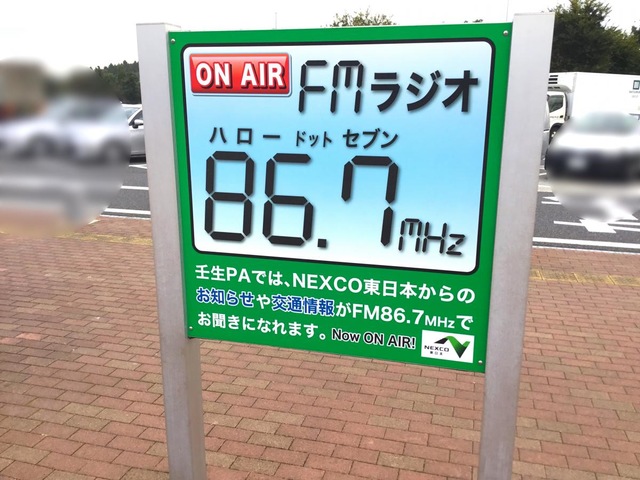 ON AIR FMラジオ
ハロー ドット セブン
86.7MHz
壬生PAでは、NEXCO東日本からの
お知らせや交通情報がFM86.7MHzで
お聞きになれます。Now ON AIR!
NEXCO
東日本